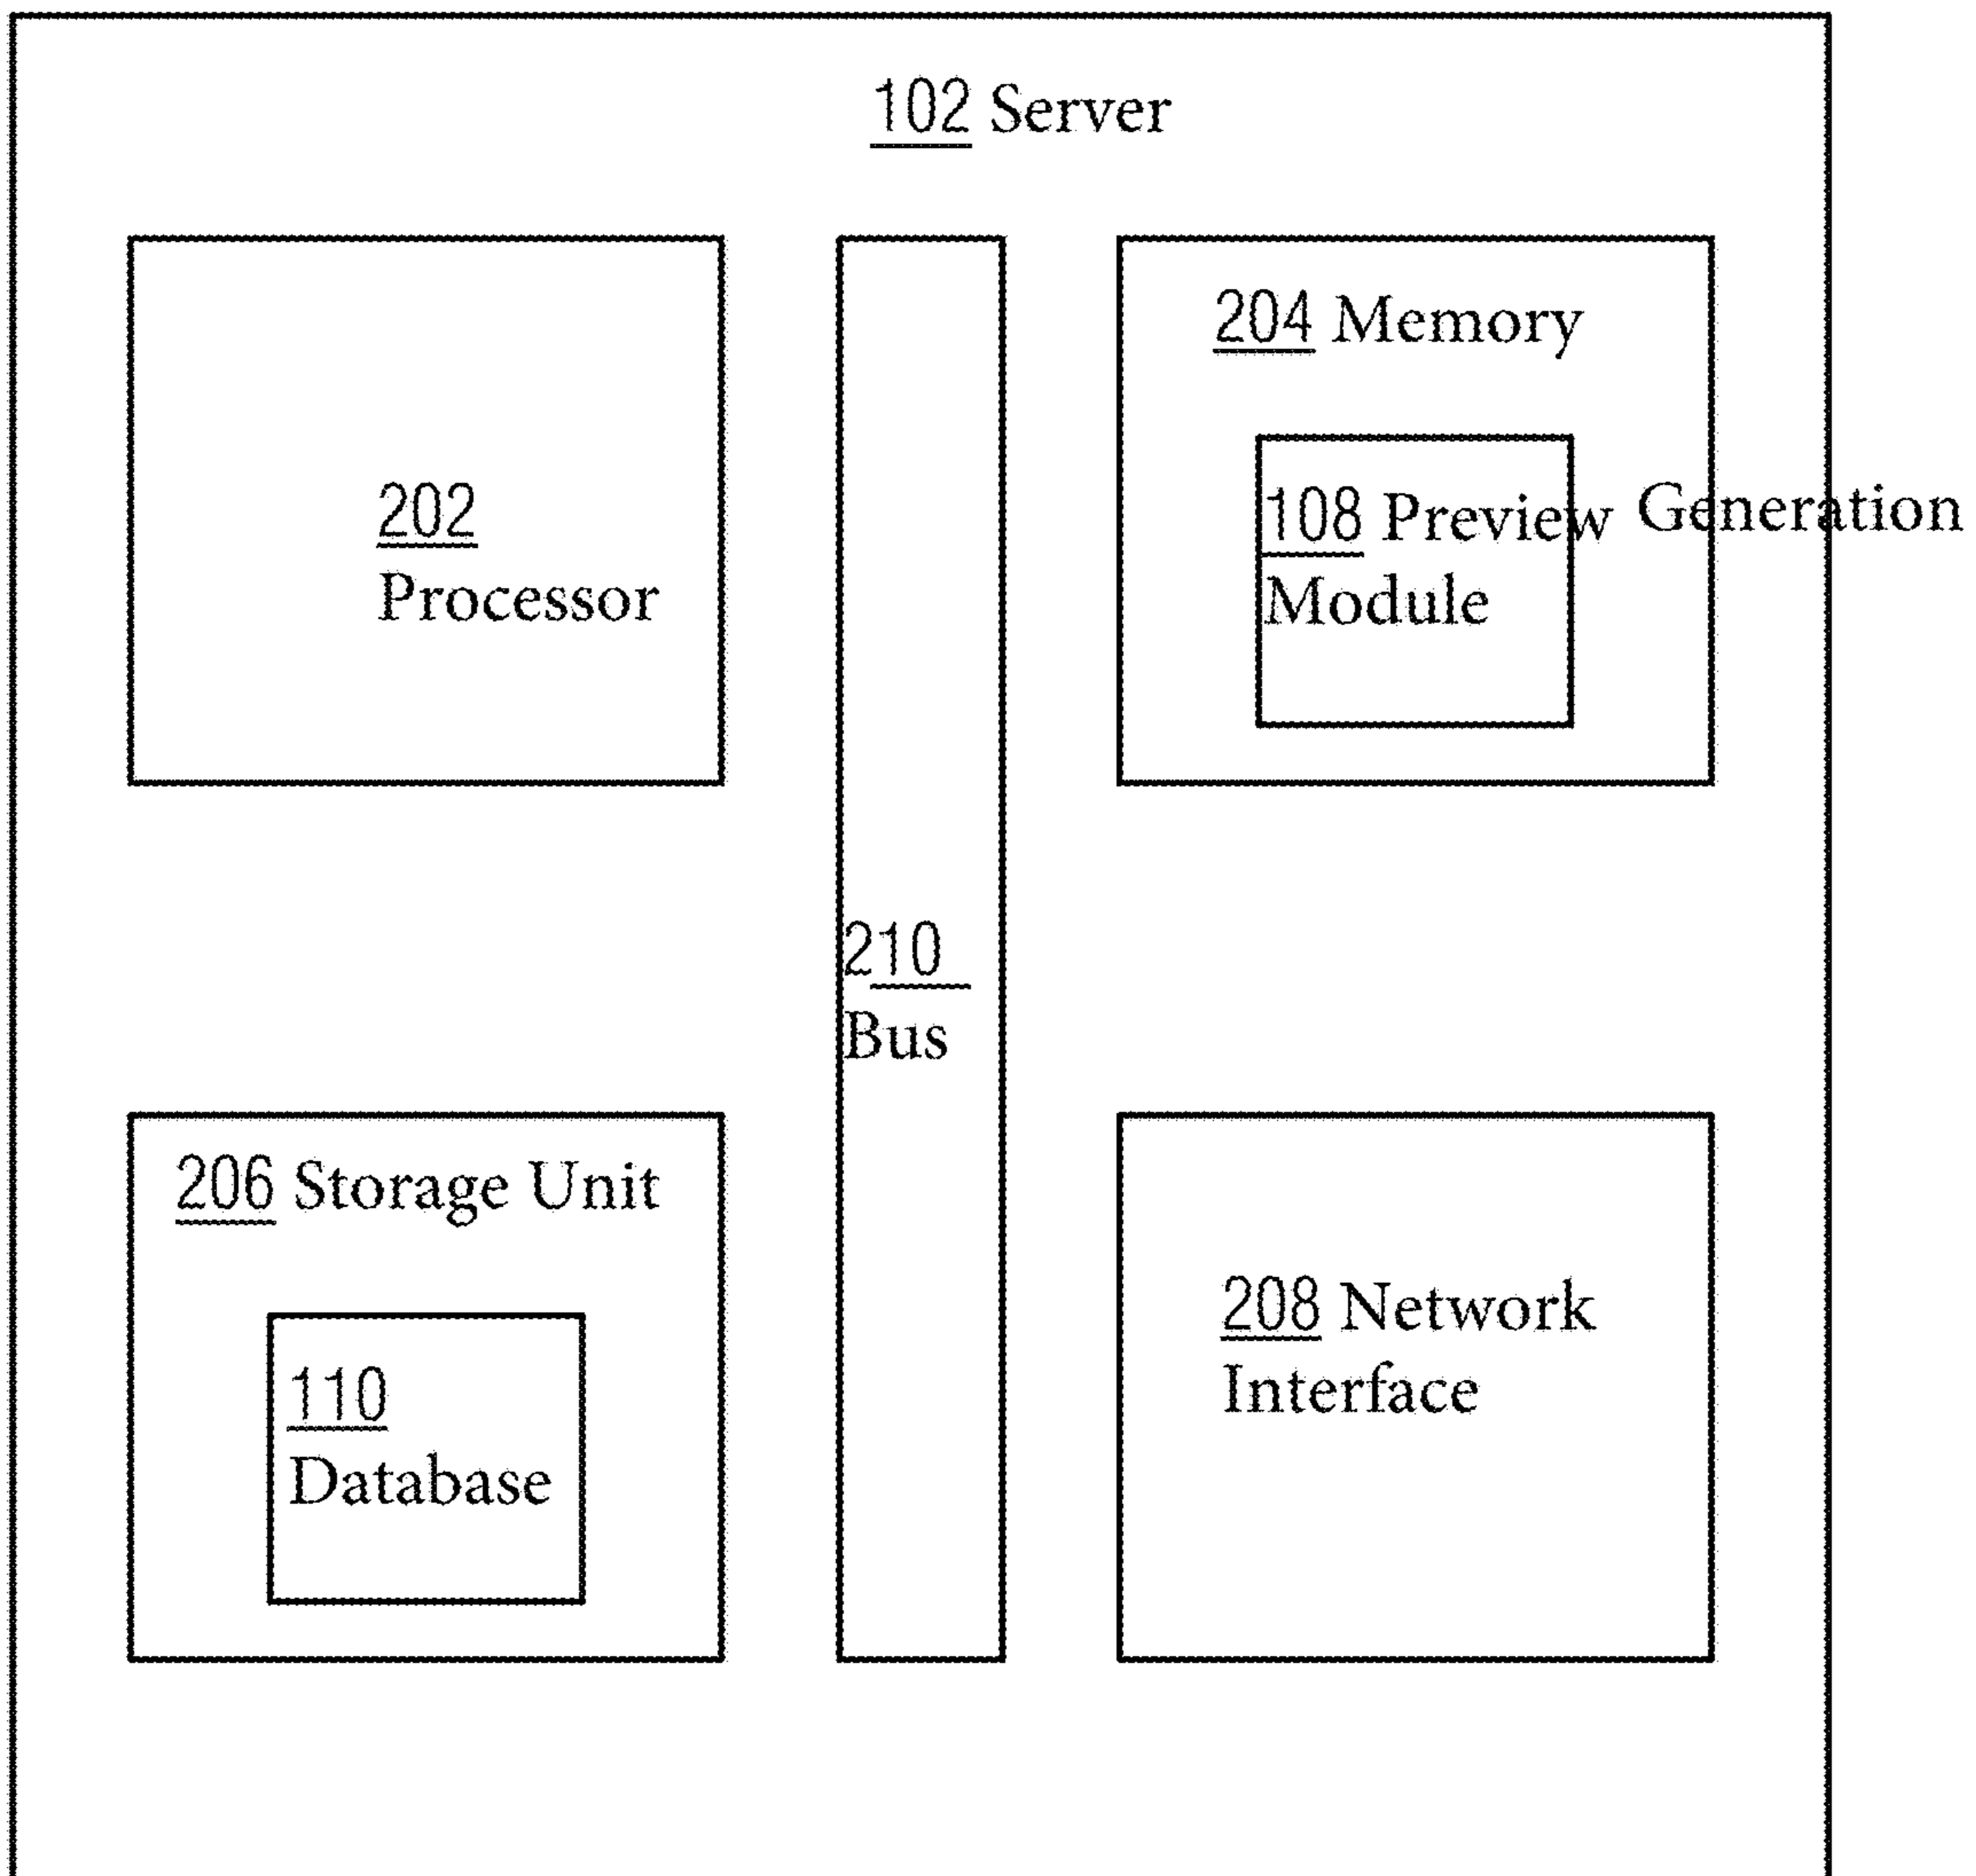 102 Server
204 Memory
202
Processor
108 Preview Generation
Module
210
Bus
206 Storage Unit
110
Database
208 Network
Interface